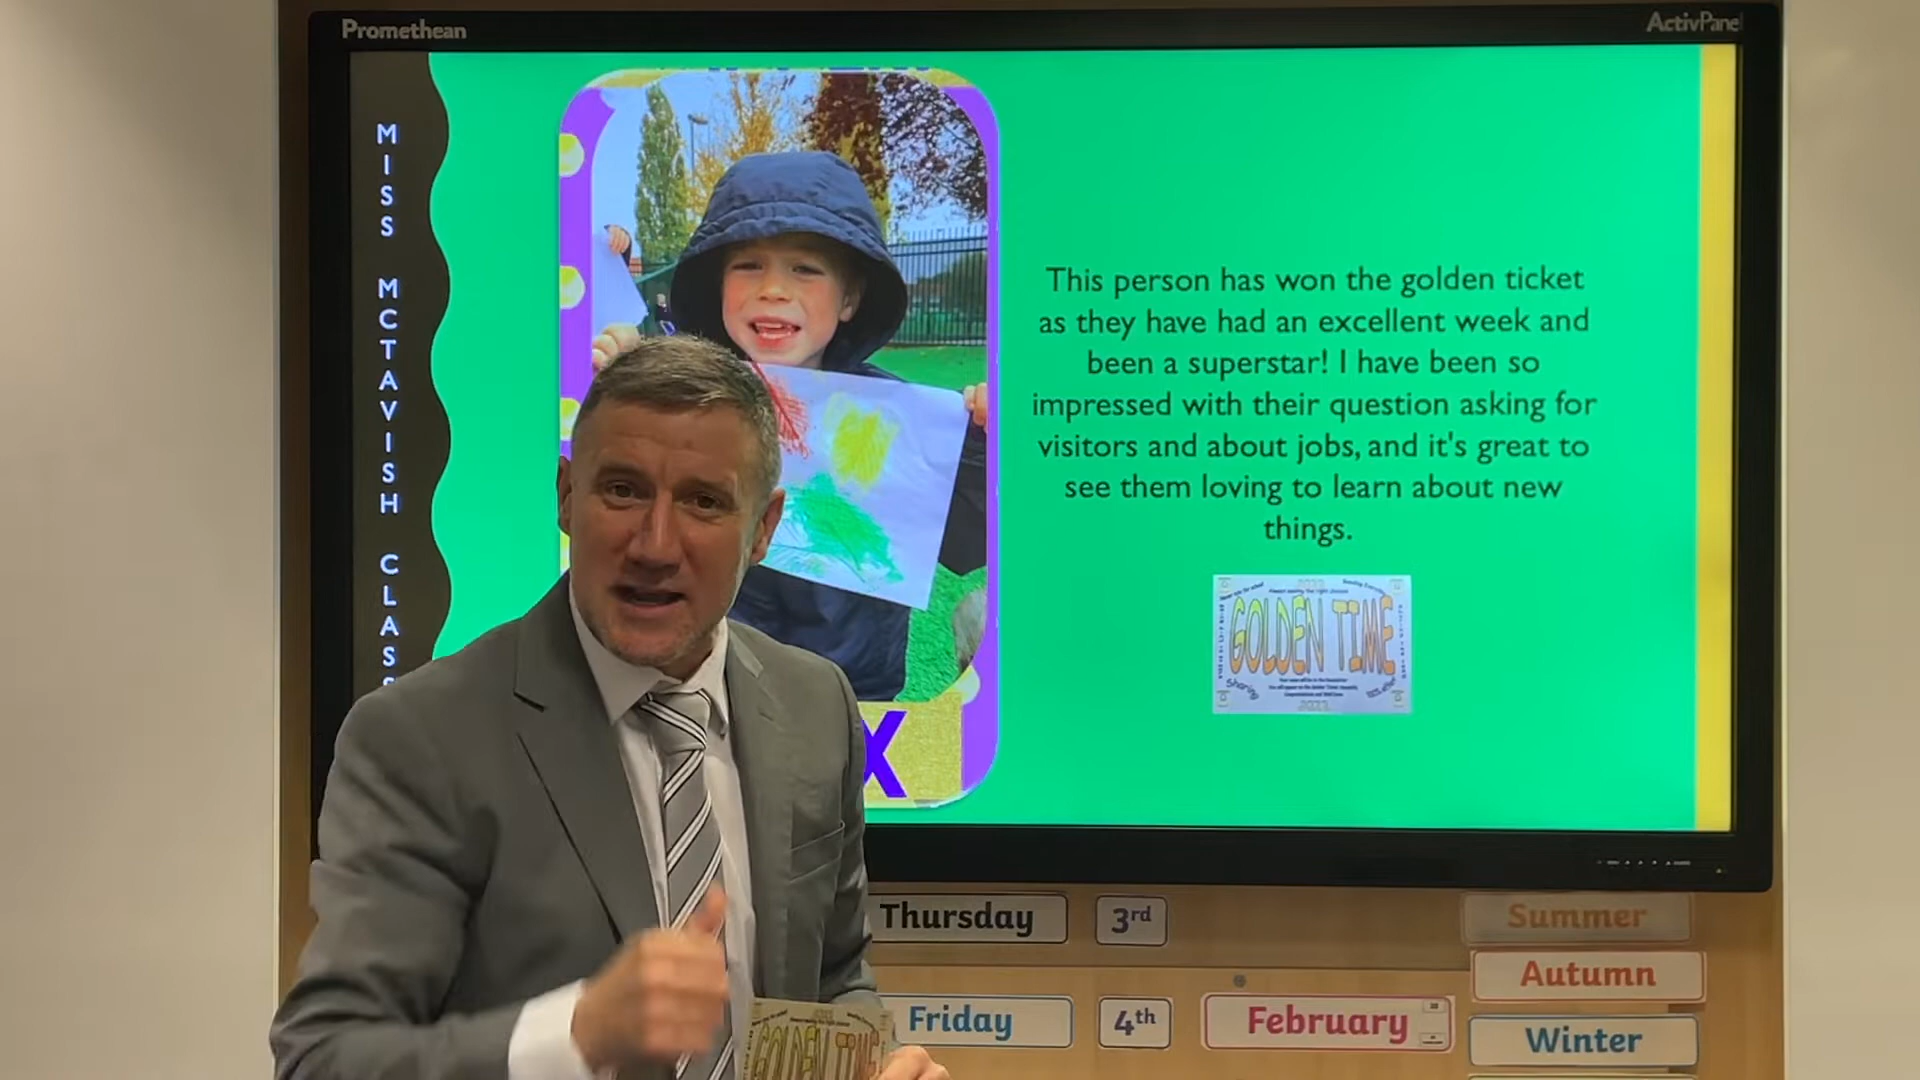 Promethean
ActivPanel
MISS MCTAVISH CLASS
This person has won the golden ticket
as they have had an excellent week and
been a superstar! I have been so
impressed with their question asking for
visitors and about jobs, and it's great to
see them loving to learn about new
things.
2022
GOLDEN TIME
Sharing
2022
X
Thursday
3rd
Summer
Autumn
Friday
4th
February
Winter
GOLDEN TIME